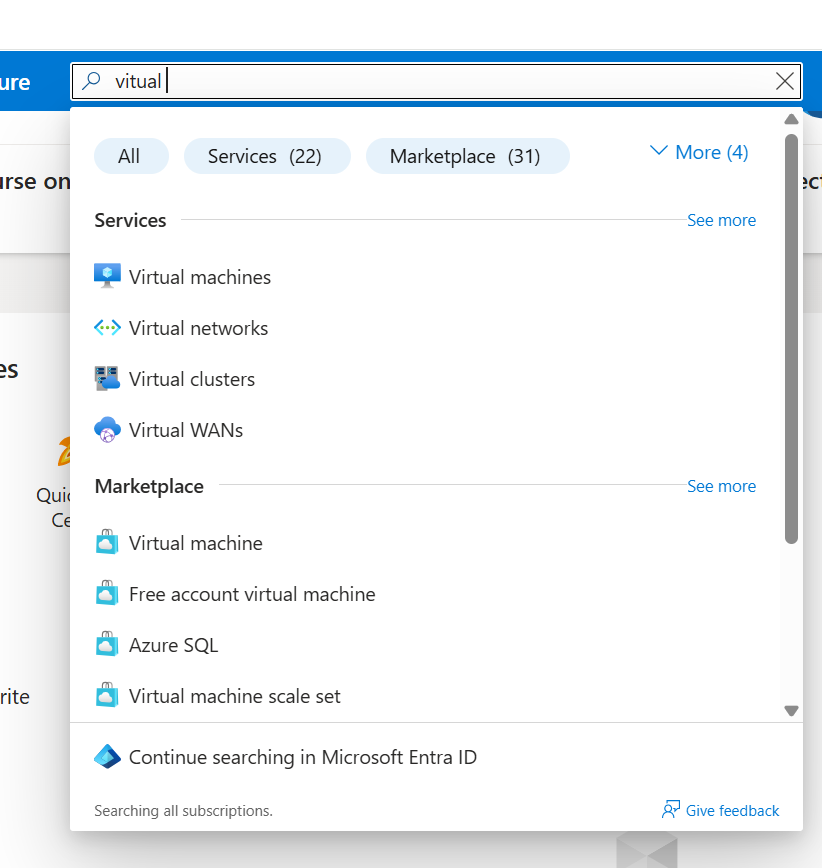 ure
vitual
All
Services (22)
Marketplace (31)
More (4)
urse on
ect
Services
See more
Virtual machines
Virtual networks
Virtual clusters
Virtual WANs
es
Quic
Ce
Marketplace
See more
Virtual machine
Free account virtual machine
Azure SQL
Virtual machine scale set
rite
Continue searching in Microsoft Entra ID
Searching all subscriptions.
Give feedback